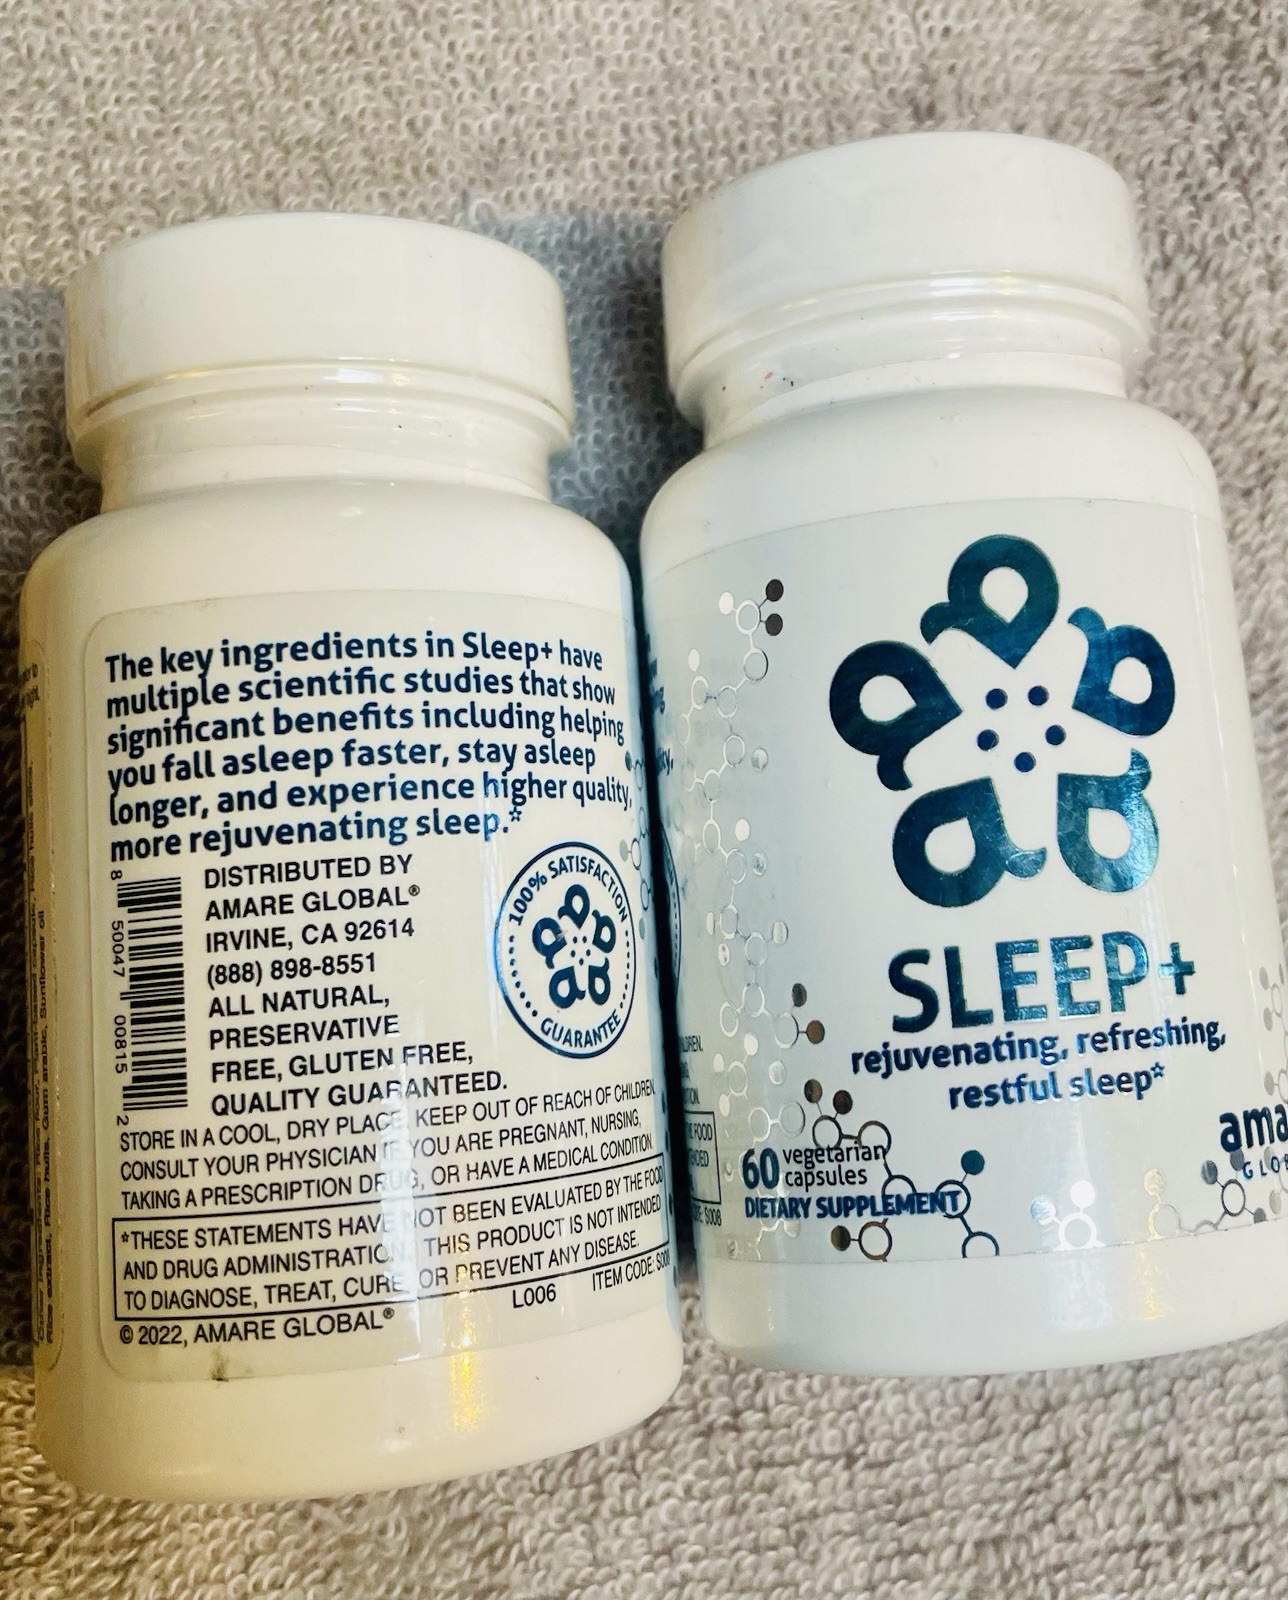 The key ingredients in Sleep+ have
multiple scientific studies that show
significant benefits including helping
you fall asleep faster, stay asleep
longer, and experience higher quality,
more rejuvenating sleep.*
8 50047 00815 2
DISTRIBUTED BY
AMARE GLOBAL®
IRVINE, CA 92614
(888) 898-8551
ALL NATURAL,
PRESERVATIVE
FREE, GLUTEN FREE,
QUALITY GUARANTEED.
100% SATISFACTION
GUARANTEE
STORE IN A COOL, DRY PLACE. KEEP OUT OF REACH OF CHILDREN.
CONSULT YOUR PHYSICIAN IF YOU ARE PREGNANT, NURSING,
TAKING A PRESCRIPTION DRUG, OR HAVE A MEDICAL CONDITION.
*THESE STATEMENTS HAVE NOT BEEN EVALUATED BY THE FOOD
AND DRUG ADMINISTRATION. THIS PRODUCT IS NOT INTENDED
TO DIAGNOSE, TREAT, CURE, OR PREVENT ANY DISEASE.
© 2022, AMARE GLOBAL®
L006
ITEM CODE: S008
SLEEP+
rejuvenating, refreshing,
restful sleep*
60 vegetarian
capsules
DIETARY SUPPLEMENT
ama
GLO